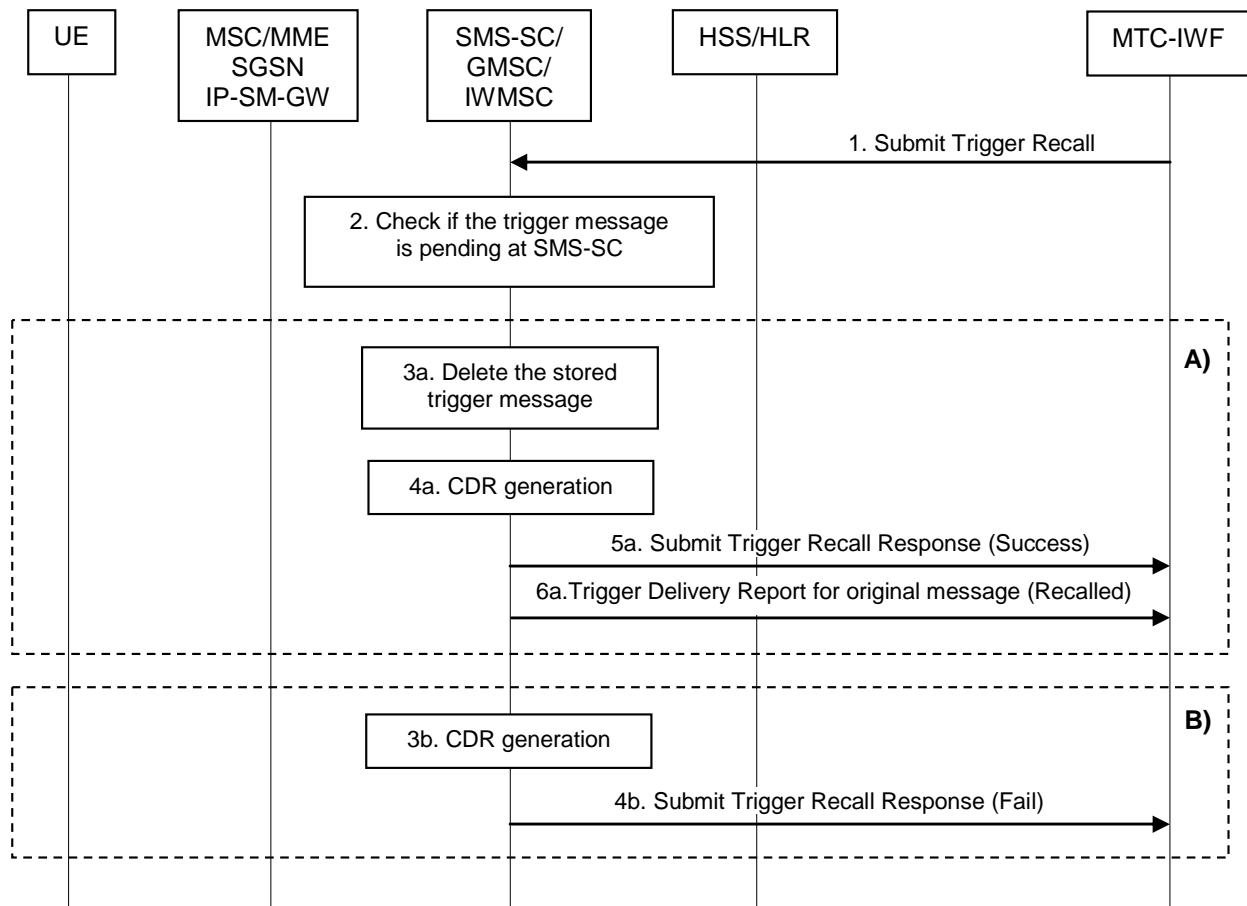 UE
MSC/MME
SGSN
IP-SM-GW
SMS-SC/
GMSC/
IWMSC
HSS/HLR
MTC-IWF
1. Submit Trigger Recall
2. Check if the trigger message
is pending at SMS-SC
A)
3a. Delete the stored
trigger message
4a. CDR generation
5a. Submit Trigger Recall Response (Success)
6a.Trigger Delivery Report for original message (Recalled)
B)
3b. CDR generation
4b. Submit Trigger Recall Response (Fail)